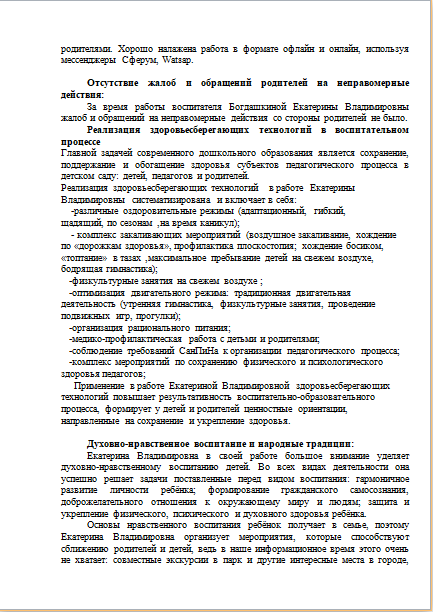 родителями. Хорошо налажена работа в формате офлайн и онлайн, используя
мессенджеры Сферум, Watsap.
Отсутствие жалоб и обращений родителей на неправомерные
действия:
За время работы воспитателя Богдашкиной Екатерины Владимировны
жалоб и обращений на неправомерные действия со стороны родителей не было.
Реализация здоровьесберегающих технологий в воспитательном
процессе
Главной задачей современного дошкольного образования является сохранение,
поддержание и обогащение здоровья субъектов педагогического процесса в
детском саду: детей, педагогов и родителей.
Реализация здоровьесберегающих технологий в работе Екатерины
Владимировны систематизирована и включает в себя:
-различные оздоровительные режимы (адаптационный, гибкий,
щадящий, по сезонам ,на время каникул);
- комплекс закаливающих мероприятий (воздушное закаливание, хождение
по «дорожкам здоровья», профилактика плоскостопия; хождение босиком,
«топтание» в тазах ,максимальное пребывание детей на свежем воздухе,
бодрящая гимнастика);
-физкультурные занятия на свежем воздухе ;
-оптимизация двигательного режима: традиционная двигательная
деятельность (утренняя гимнастика, физкультурные занятия, проведение
подвижных игр, прогулки);
-организация рационального питания;
-медико-профилактическая работа с детьми и родителями;
-соблюдение требований СанПиНа к организации педагогического процесса;
-комплекс мероприятий по сохранению физического и психологического
здоровья педагогов;
Применение в работе Екатериной Владимировной здоровьесберегающих
технологий повышает результативность воспитательно-образовательного
процесса, формирует у детей и родителей ценностные ориентации,
направленные на сохранение и укрепление здоровья.
Духовно-нравственное воспитание и народные традиции:
Екатерина Владимировна в своей работе большое внимание уделяет
духовно-нравственному воспитанию детей. Во всех видах деятельности она
успешно решает задачи поставленные перед видом воспитания: гармоничное
развитие личности ребёнка; формирование гражданского самосознания,
доброжелательного отношения к окружающему миру и людям; защита и
укрепление физического, психического и духовного здоровья ребёнка.
Основы нравственного воспитания ребёнок получает в семье, поэтому
Екатерина Владимировна организует мероприятия, которые способствуют
сближению родителей и детей, ведь в наше информационное время этого очень
не хватает: совместные экскурсии в парк и другие интересные места в городе,